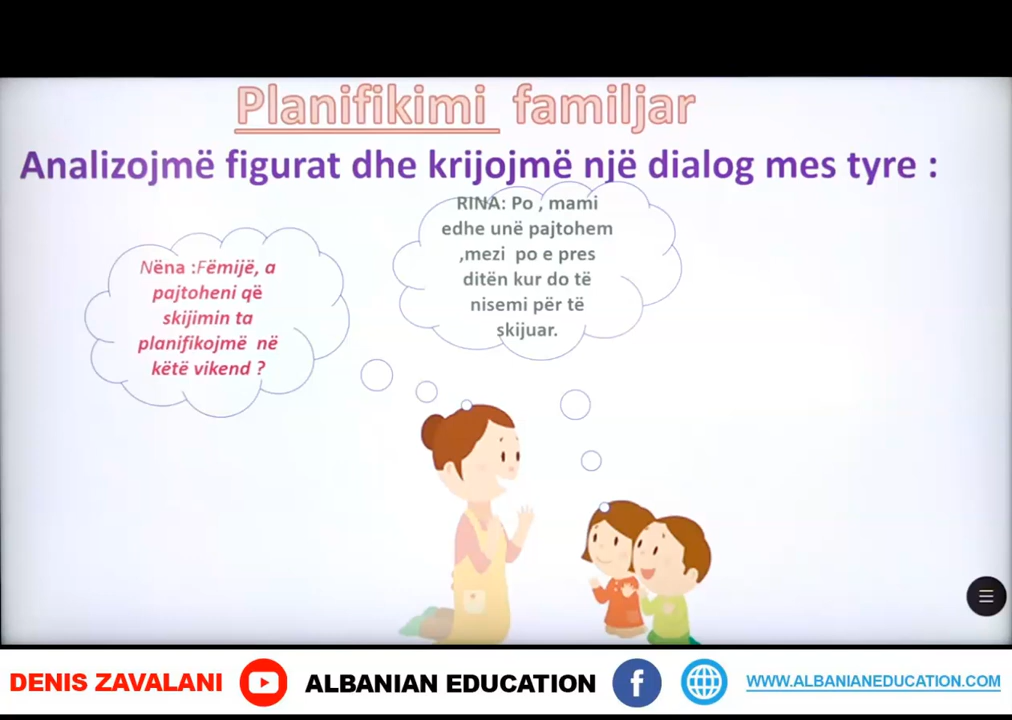 Planifikimi familjar
Analizojmë figurat dhe krijojmë një dialog mes tyre :
Nëna :Fëmijë, a
pajtoheni që
skijimin ta
planifikojmë në
këtë vikend ?
RINA: Po , mami
edhe unë pajtohem
,mezi po e pres
ditën kur do të
nisemi për të
skijuar.
DENIS ZAVALANI
ALBANIAN EDUCATION
f
WWW.ALBANIANEDUCATION.COM